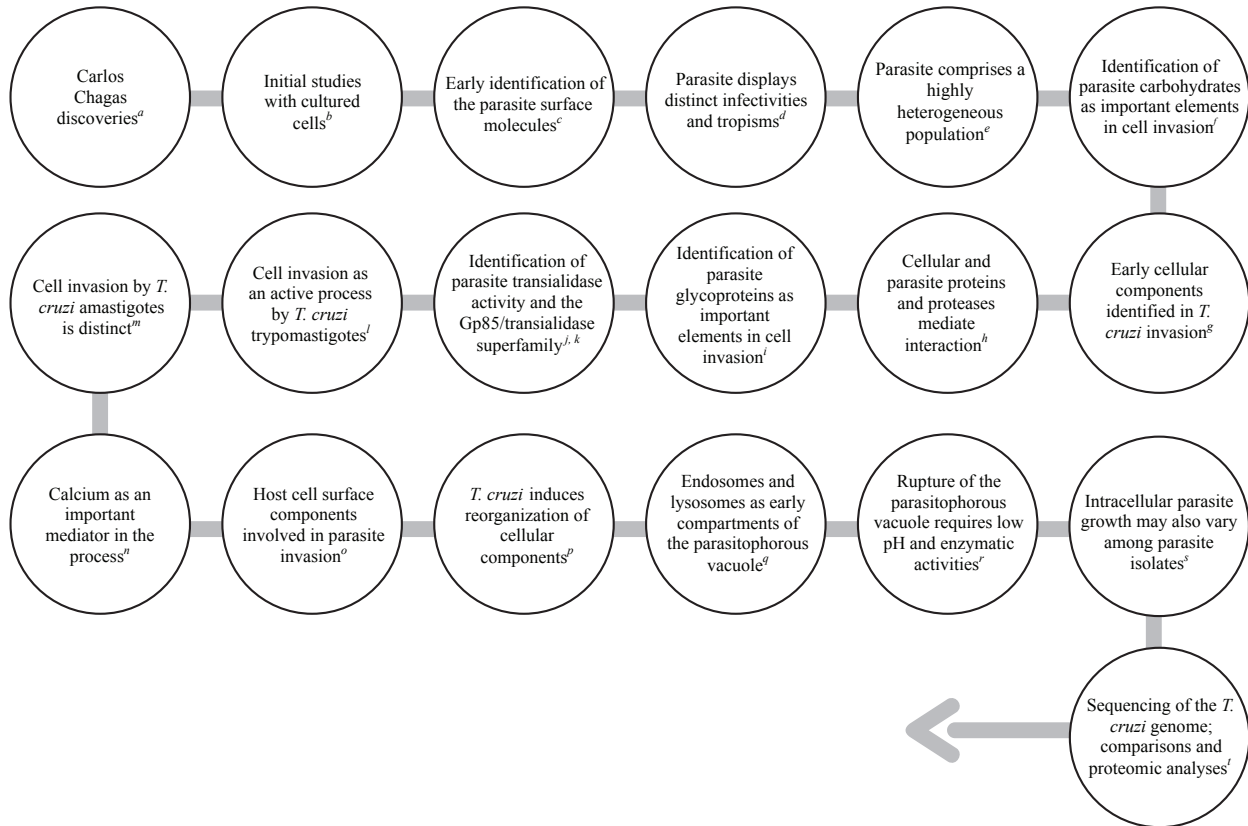 Carlos
Chagas
discoveries^a
Initial studies
with cultured
cells^b
Early identification of
the parasite surface
molecules^c
Parasite displays
distinct infectivities
and tropisms^d
Parasite comprises a
highly heterogeneous
population^e
Identification of
parasite carbohydrates
as important elements
in cell invasion^f
Early cellular
components
identified in T.
cruzi invasion^g
Cellular and
parasite proteins
and proteases
mediate
interaction^h
Identification of
parasite
glycoproteins as
important
elements in cell
invasion^i
Identification of
parasite transialidase
activity and the
Gp85/transialidase
superfamily^j, k
Cell invasion as
an active process
by T. cruzi
trypomastigotes^l
Cell invasion by T.
cruzi amastigotes
is distinct^m
Calcium as an
important
mediator in the
process^n
Host cell surface
components
involved in parasite
invasion^o
T. cruzi induces
reorganization of
cellular
components^p
Endosomes and
lysosomes as early
compartments of
the parasitophorous
vacuole^q
Rupture of the
parasitophorous
vacuole requires low
pH and enzymatic
activities^r
Intracellular parasite
growth may also vary
among parasite
isolates^s
Sequencing of the T.
cruzi genome;
comparisons and
proteomic analyses^t